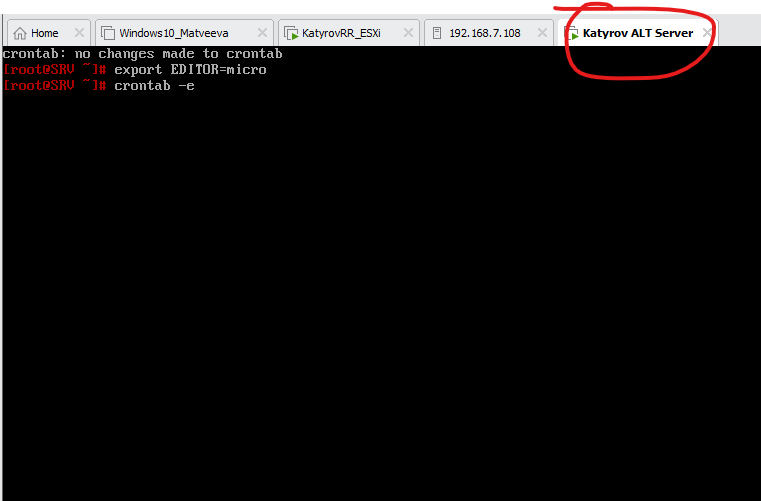 Home Windows10_Matveeva KatyrovRR_ESXi 192.168.7.108 Katyrov ALT Server
crontab: no changes made to crontab
[root@SRV ~]# export EDITOR=micro
[root@SRV ~]# crontab -e